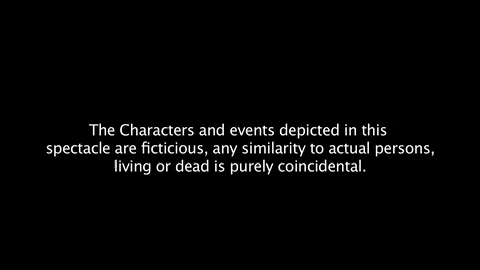 The Characters and events depicted in this
spectacle are ficticious, any similarity to actual persons,
living or dead is purely coincidental.